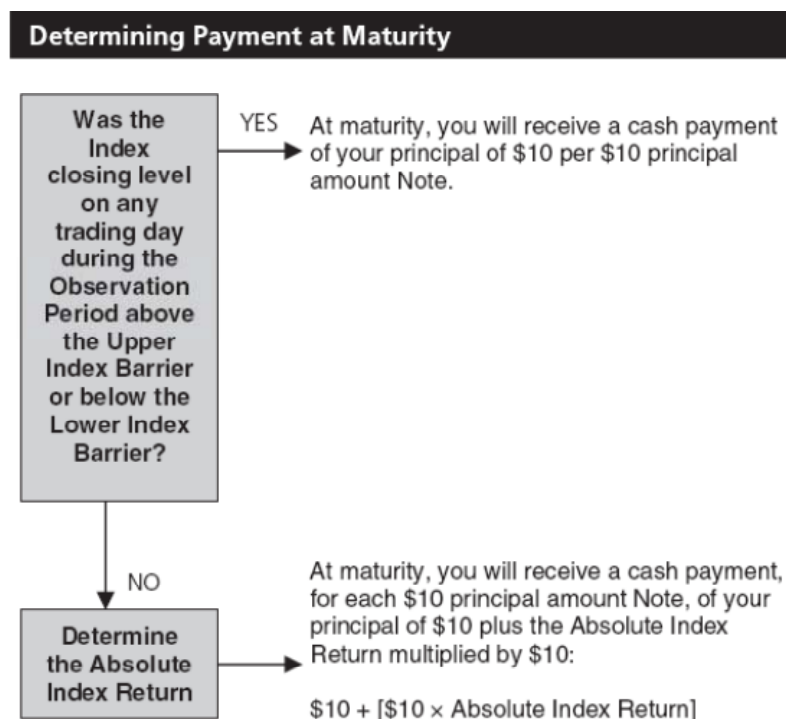 Determining Payment at Maturity
Was the
Index
closing level
on any
trading day
during the
Observation
Period above
the Upper
Index Barrier
or below the
Lower Index
Barrier?
YES
At maturity, you will receive a cash payment
of your principal of $10 per $10 principal
amount Note.
NO
Determine
the Absolute
Index Return
At maturity, you will receive a cash payment,
for each $10 principal amount Note, of your
principal of $10 plus the Absolute Index
Return multiplied by $10:
$10 + [$10 × Absolute Index Return]